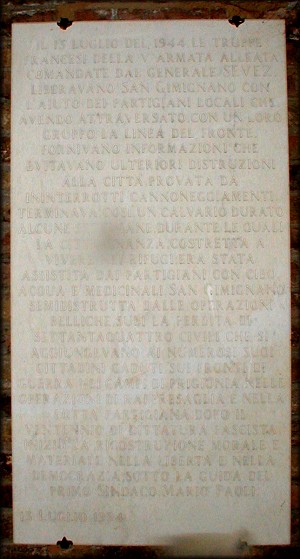 IL 13 LUGLIO DEL 1944 LE TRUPPE
FRANCESI DELLA V ARMATA ALLEATA
COMANDATE DAL GENERALE SEVEZ
LIBERAVANO SAN GIMIGNANO CON
L'AIUTO DEI PARTIGIANI LOCALI CHE
AVENDO ATTRAVERSATO CON UN LORO
GRUPPO LA LINEA DEL FRONTE,
FORNIVANO INFORMAZIONI CHE
EVITAVANO ULTERIORI DISTRUZIONI
ALLA CITTÀ PROVATA DA
ININTERROTTI CANNONEGGIAMENTI.
TERMINAVA COSÌ UN CALVARIO DURATO
ALCUNE SETTIMANE DURANTE LE QUALI
LA CITTADINANZA COSTRETTA A
VIVERE NEI RIFUGI, ERA STATA
ASSISTITA DAI PARTIGIANI CON CIBO
ACQUA E MEDICINALI. SAN GIMIGNANO
SEMIDISTRUTTA DALLE OPERAZIONI
BELLICHE SUBÌ LA PERDITA DI
SETTANTAQUATTRO CIVILI CHE SI
AGGIUNGEVANO AI NUMEROSI SUOI
CITTADINI CADUTI SUI FRONTI DI
GUERRA NEI CAMPI DI PRIGIONIA NELLE
OPERAZIONI DI RAPPRESAGLIA E NELLA
LOTTA PARTIGIANA. DOPO IL
VENTENNIO DI DITTATURA FASCISTA
INIZIÒ LA RICOSTRUZIONE MORALE E
MATERIALE NELLA LIBERTÀ E NELLA
DEMOCRAZIA SOTTO LA GUIDA DEL
PRIMO SINDACO MARIO PAOLI
13 LUGLIO 1994